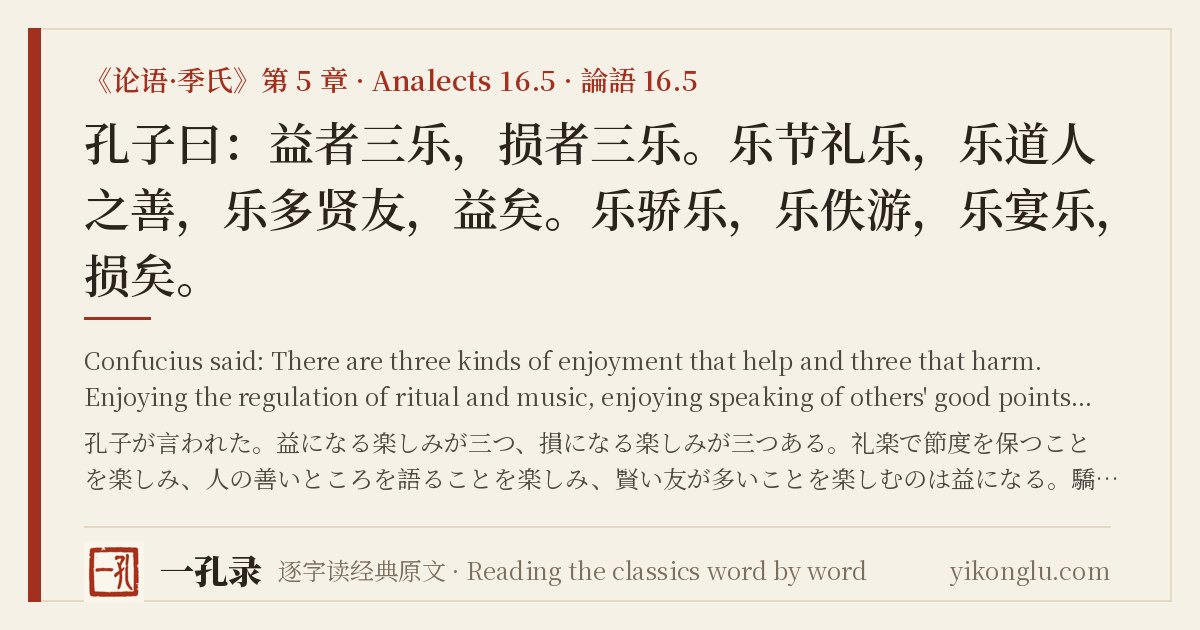 《论语·季氏》第 5 章 · Analects 16.5 · 論語 16.5
孔子曰：益者三乐，损者三乐。乐节礼乐，乐道人
之善，乐多贤友，益矣。乐骄乐，乐佚游，乐宴乐，
损矣。
Confucius said: There are three kinds of enjoyment that help and three that harm.
Enjoying the regulation of ritual and music, enjoying speaking of others' good points...
孔子が言われた。益になる楽しみが三つ、損になる楽しみが三つある。礼楽で節度を保つこと
を楽しみ、人の善いところを語ることを楽しみ、賢い友が多いことを楽しむのは益になる。驕…
一孔
一孔录 逐字读经典原文 · Reading the classics word by word yikonglu.com